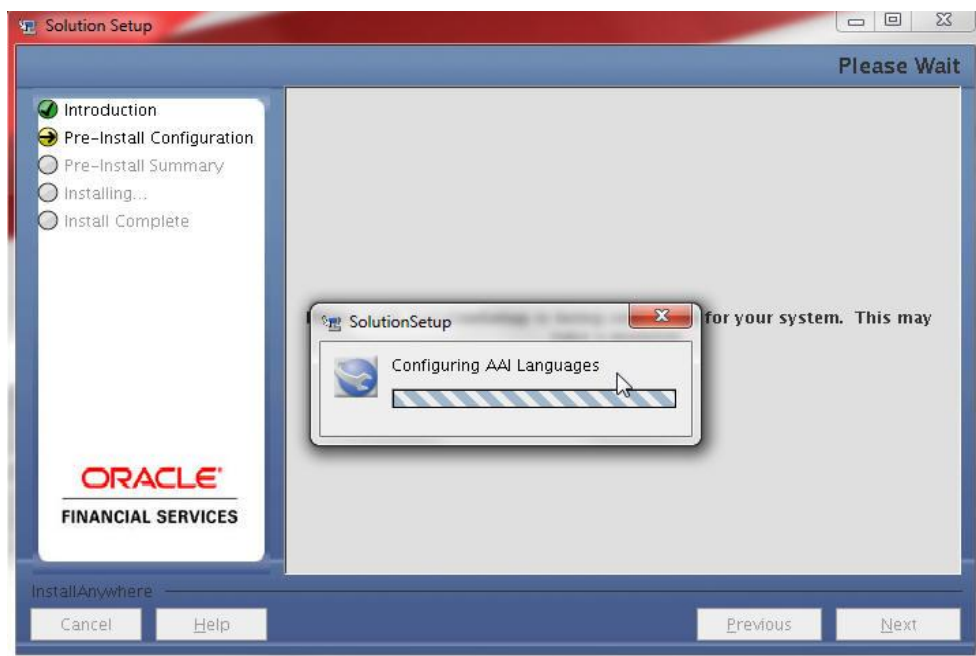 Solution Setup
Please Wait
Introduction
Pre-Install Configuration
Pre-Install Summary
Installing...
Install Complete
for your system. This may
SolutionSetup
Configuring AAI Languages
ORACLE
FINANCIAL SERVICES
InstallAnywhere
Cancel
Help
Previous
Next